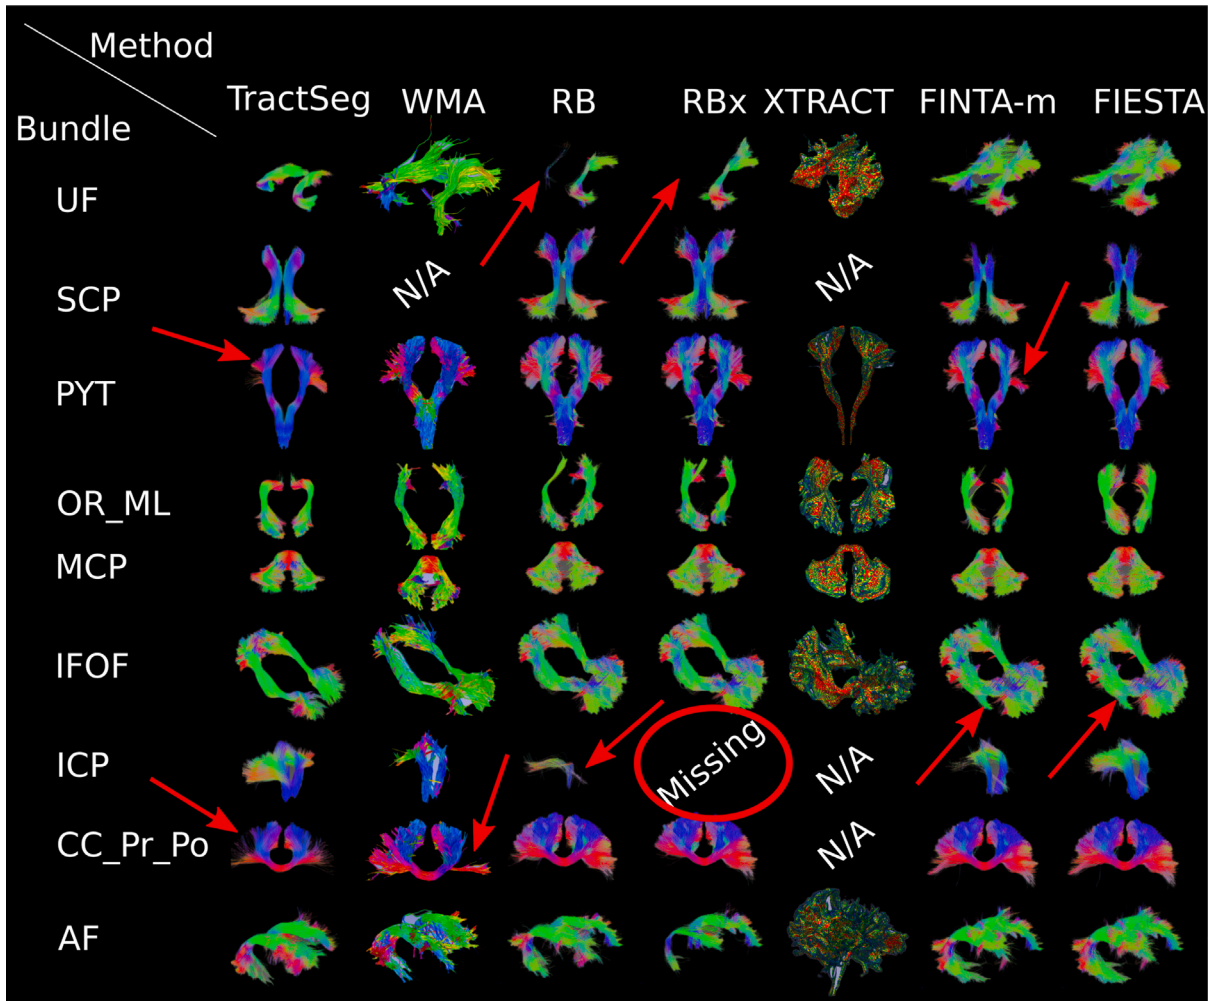 Method
Bundle
TractSeg WMA RB RBx XTRACT FINTA-m FIESTA
UF
SCP N/A N/A
PYT
OR_ML
MCP
IFOF
ICP Missing N/A
CC_Pr_Po N/A
AF